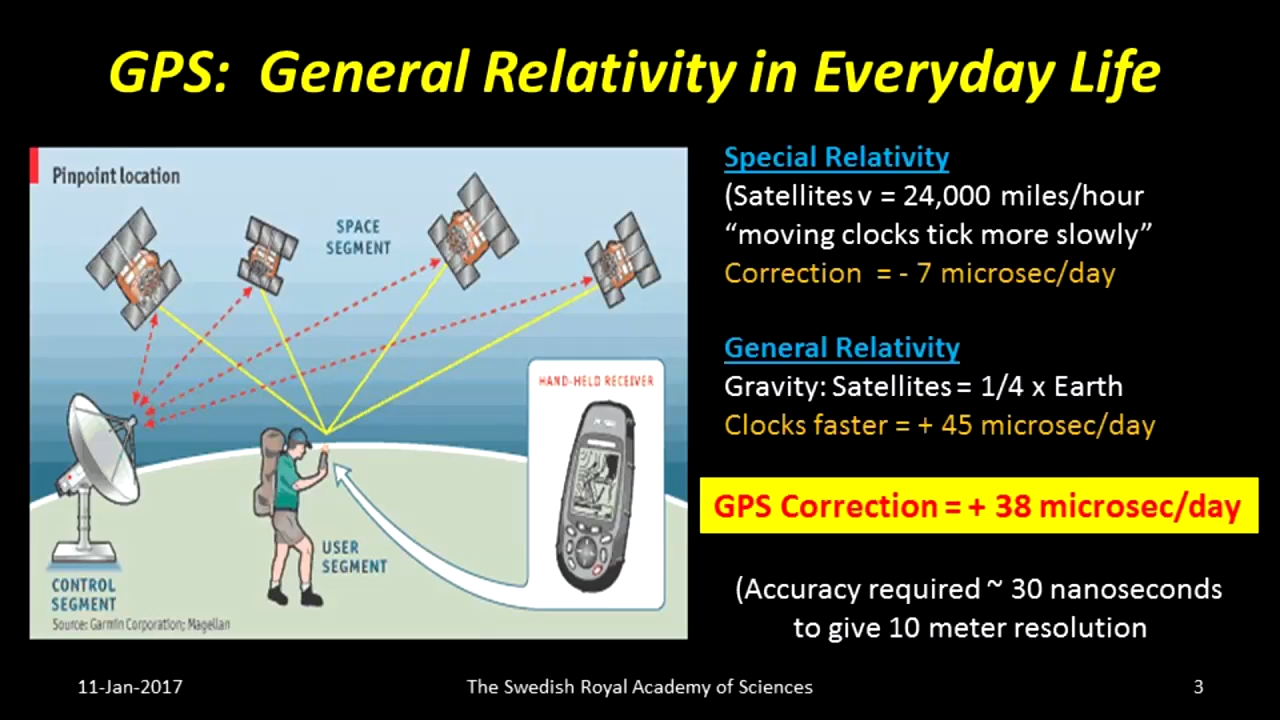 GPS: General Relativity in Everyday Life
Pinpoint location
SPACE
SEGMENT
HAND-HELD RECEIVER
USER
SEGMENT
CONTROL
SEGMENT
Source: Garmin Corporation; Magellan
Special Relativity
(Satellites v = 24,000 miles/hour
“moving clocks tick more slowly”
Correction = - 7 microsec/day
General Relativity
Gravity: Satellites = 1/4 x Earth
Clocks faster = + 45 microsec/day
GPS Correction = + 38 microsec/day
(Accuracy required ~ 30 nanoseconds
to give 10 meter resolution
11-Jan-2017
The Swedish Royal Academy of Sciences
3